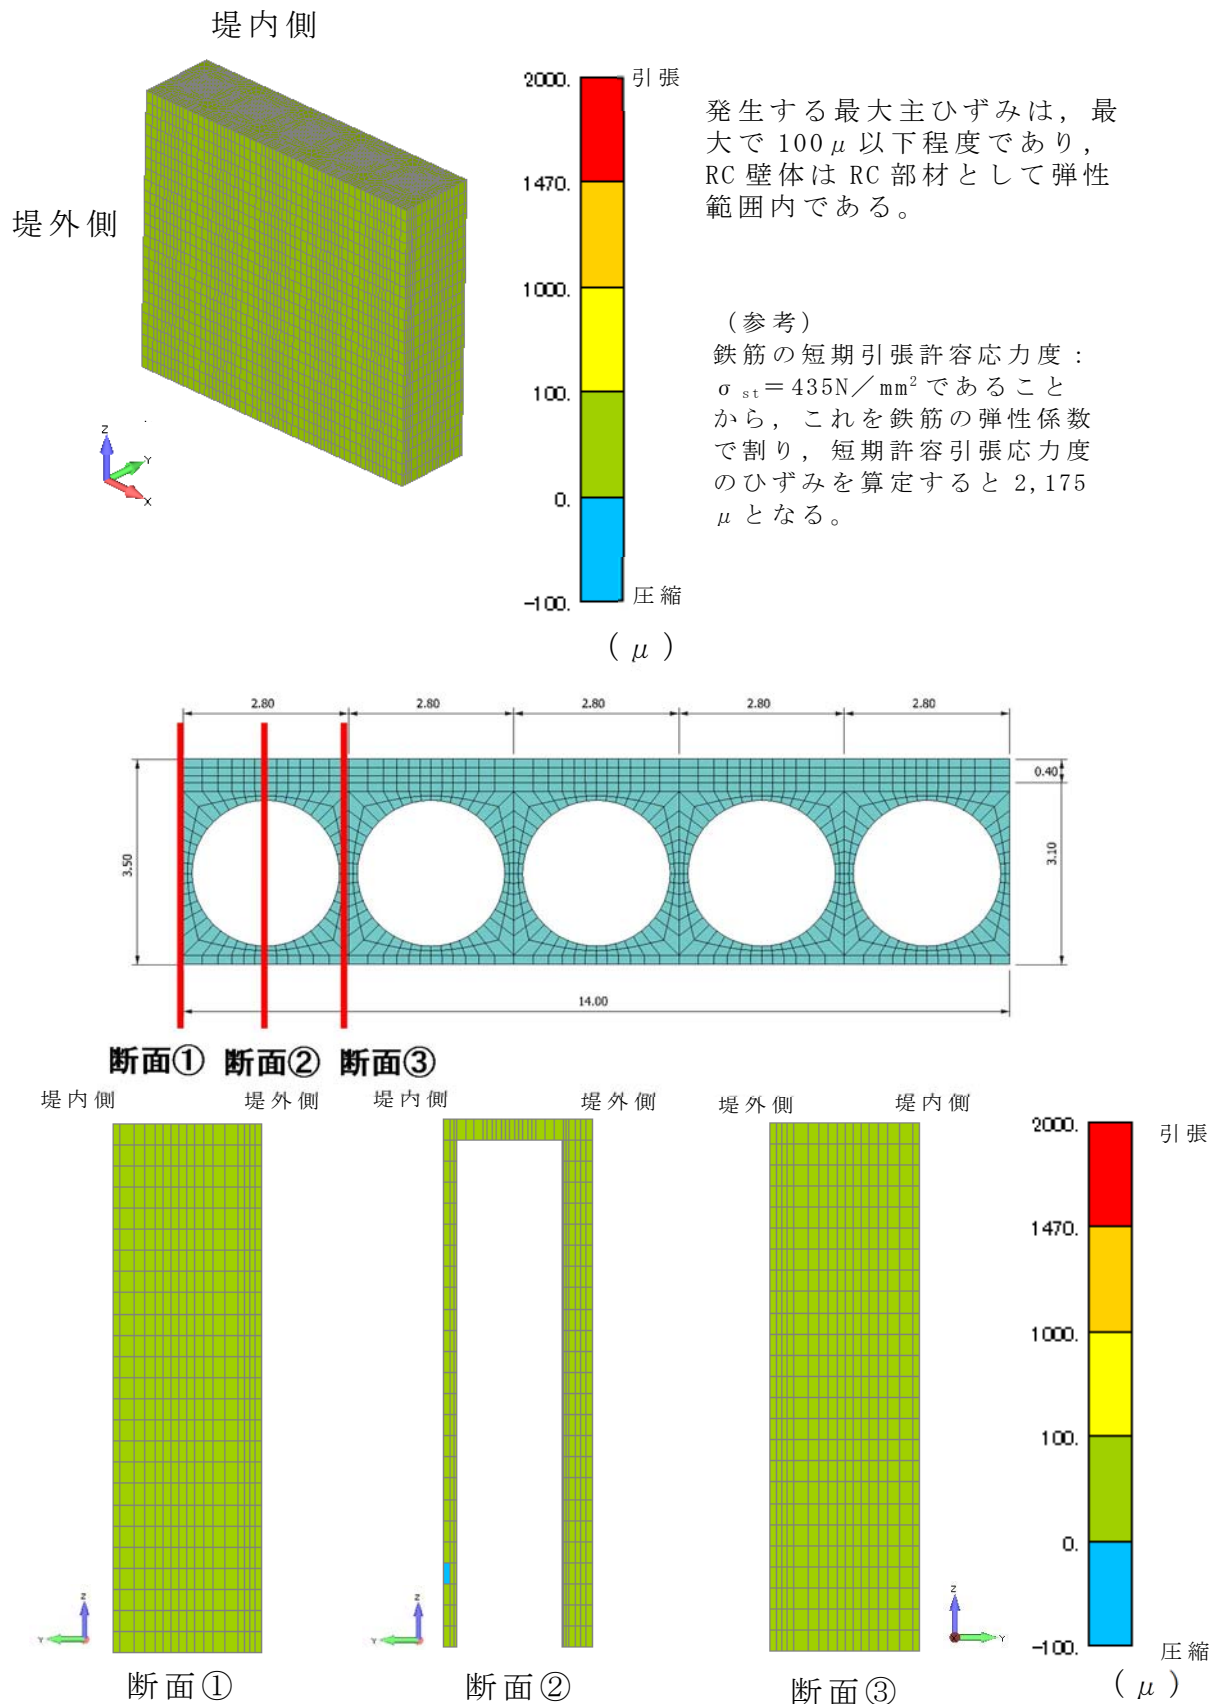 堤内側
堤外側
Z
Y
X
2000.
引張
1470.
1000.
100.
0.
-100.
圧縮
(μ)
発生する最大主ひずみは，最
大で 100μ以下程度であり，
RC 壁体は RC 部材として弾性
範囲内である。
（参考）
鉄筋の短期引張許容応力度：
σst＝435N／mm²であること
から，これを鉄筋の弾性係数
で割り，短期許容引張応力度
のひずみを算定すると 2,175
μとなる。
2.80 2.80 2.80 2.80 2.80
0.40
3.50
3.10
14.00
断面① 断面② 断面③
堤内側 堤外側 堤内側 堤外側 堤外側 堤内側
2000.
引張
1470.
1000.
100.
0.
-100.
圧縮
(μ)
Z
Y
Z
Y
Z
Y
断面① 断面② 断面③